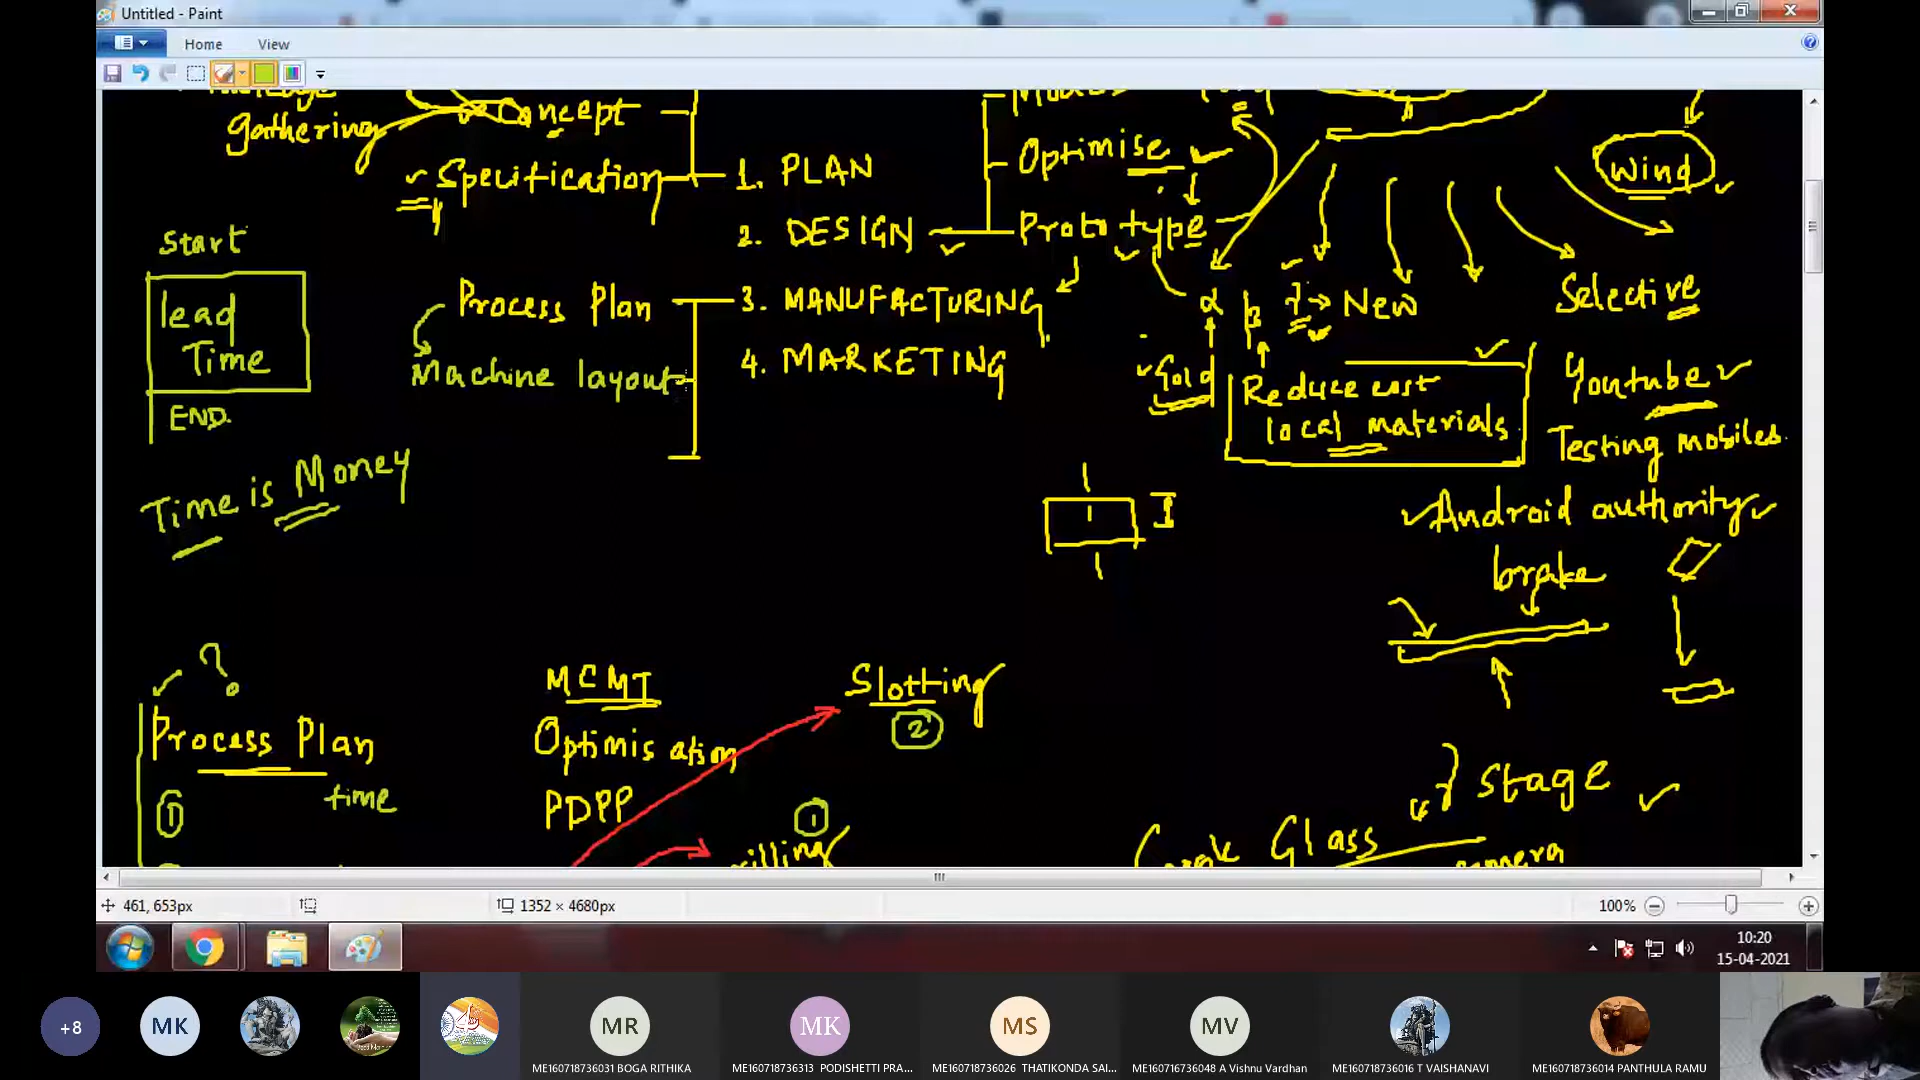 Untitled - Paint
Home
View
gathering
Concept
Specification
1. PLAN
2. DESIGN
3. MANUFACTURING
4. MARKETING
Optimise
Prototype
Wind
Start
Lead
Time
END.
Time is Money
Process Plan
Machine layout
α
β
New
Gold
Reduce cost
local materials
Selective
Youtube
Testing mobiles.
Android authority
brake
I
?
Process Plan
time
1
MCMT
Optimisation
PDPP
Slotting
2
1
Stage
Glass
461, 653px
1352 × 4680px
100%
10:20
15-04-2021
+8
MK
MR
MK
MS
MV
ME160718736031 BOGA RITHIKA
ME160718736313 PODISHETTI PRA...
ME160718736026 THATIKONDA SAI...
ME160716736048 A Vishnu Vardhan
ME160718736016 T VAISHANAVI
ME160718736014 PANTHULA RAMU